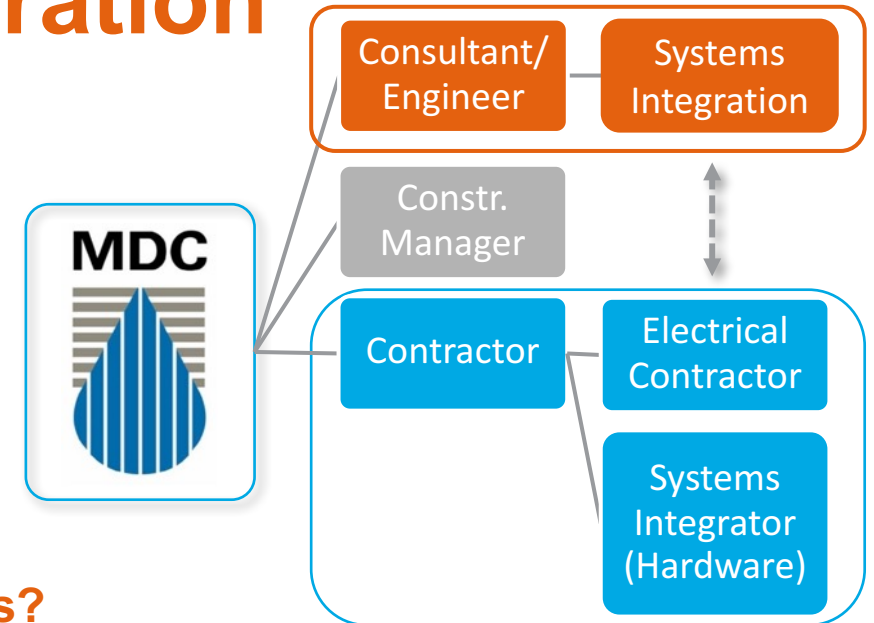 ration
Consultant/
Engineer
Systems
Integration
Constr.
Manager
MDC
Contractor
Electrical
Contractor
Systems
Integrator
(Hardware)
s?